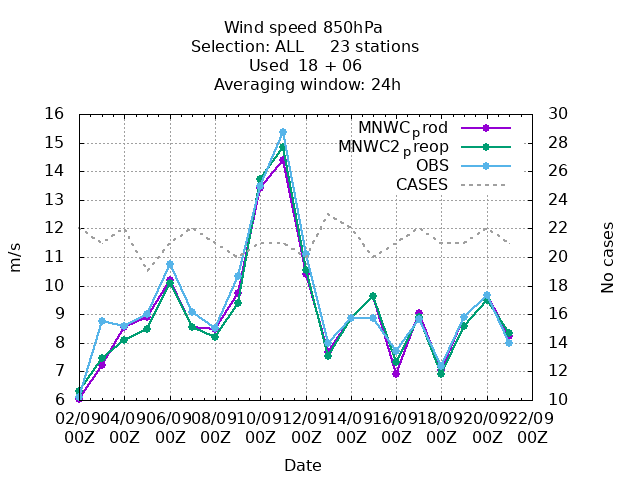 Wind speed 850hPa
Selection: ALL 23 stations
Used 18 + 06
Averaging window: 24h
16 30
15 28
14 26
13 24
12 22
11 20
10 18
9 16
8 14
7 12
6 10
MNWCprod
MNWC2preop
OBS
CASES
m/s
No cases
02/09 04/09 06/09 08/09 10/09 12/09 14/09 16/09 18/09 20/09 22/09
00Z 00Z 00Z 00Z 00Z 00Z 00Z 00Z 00Z 00Z 00Z
Date